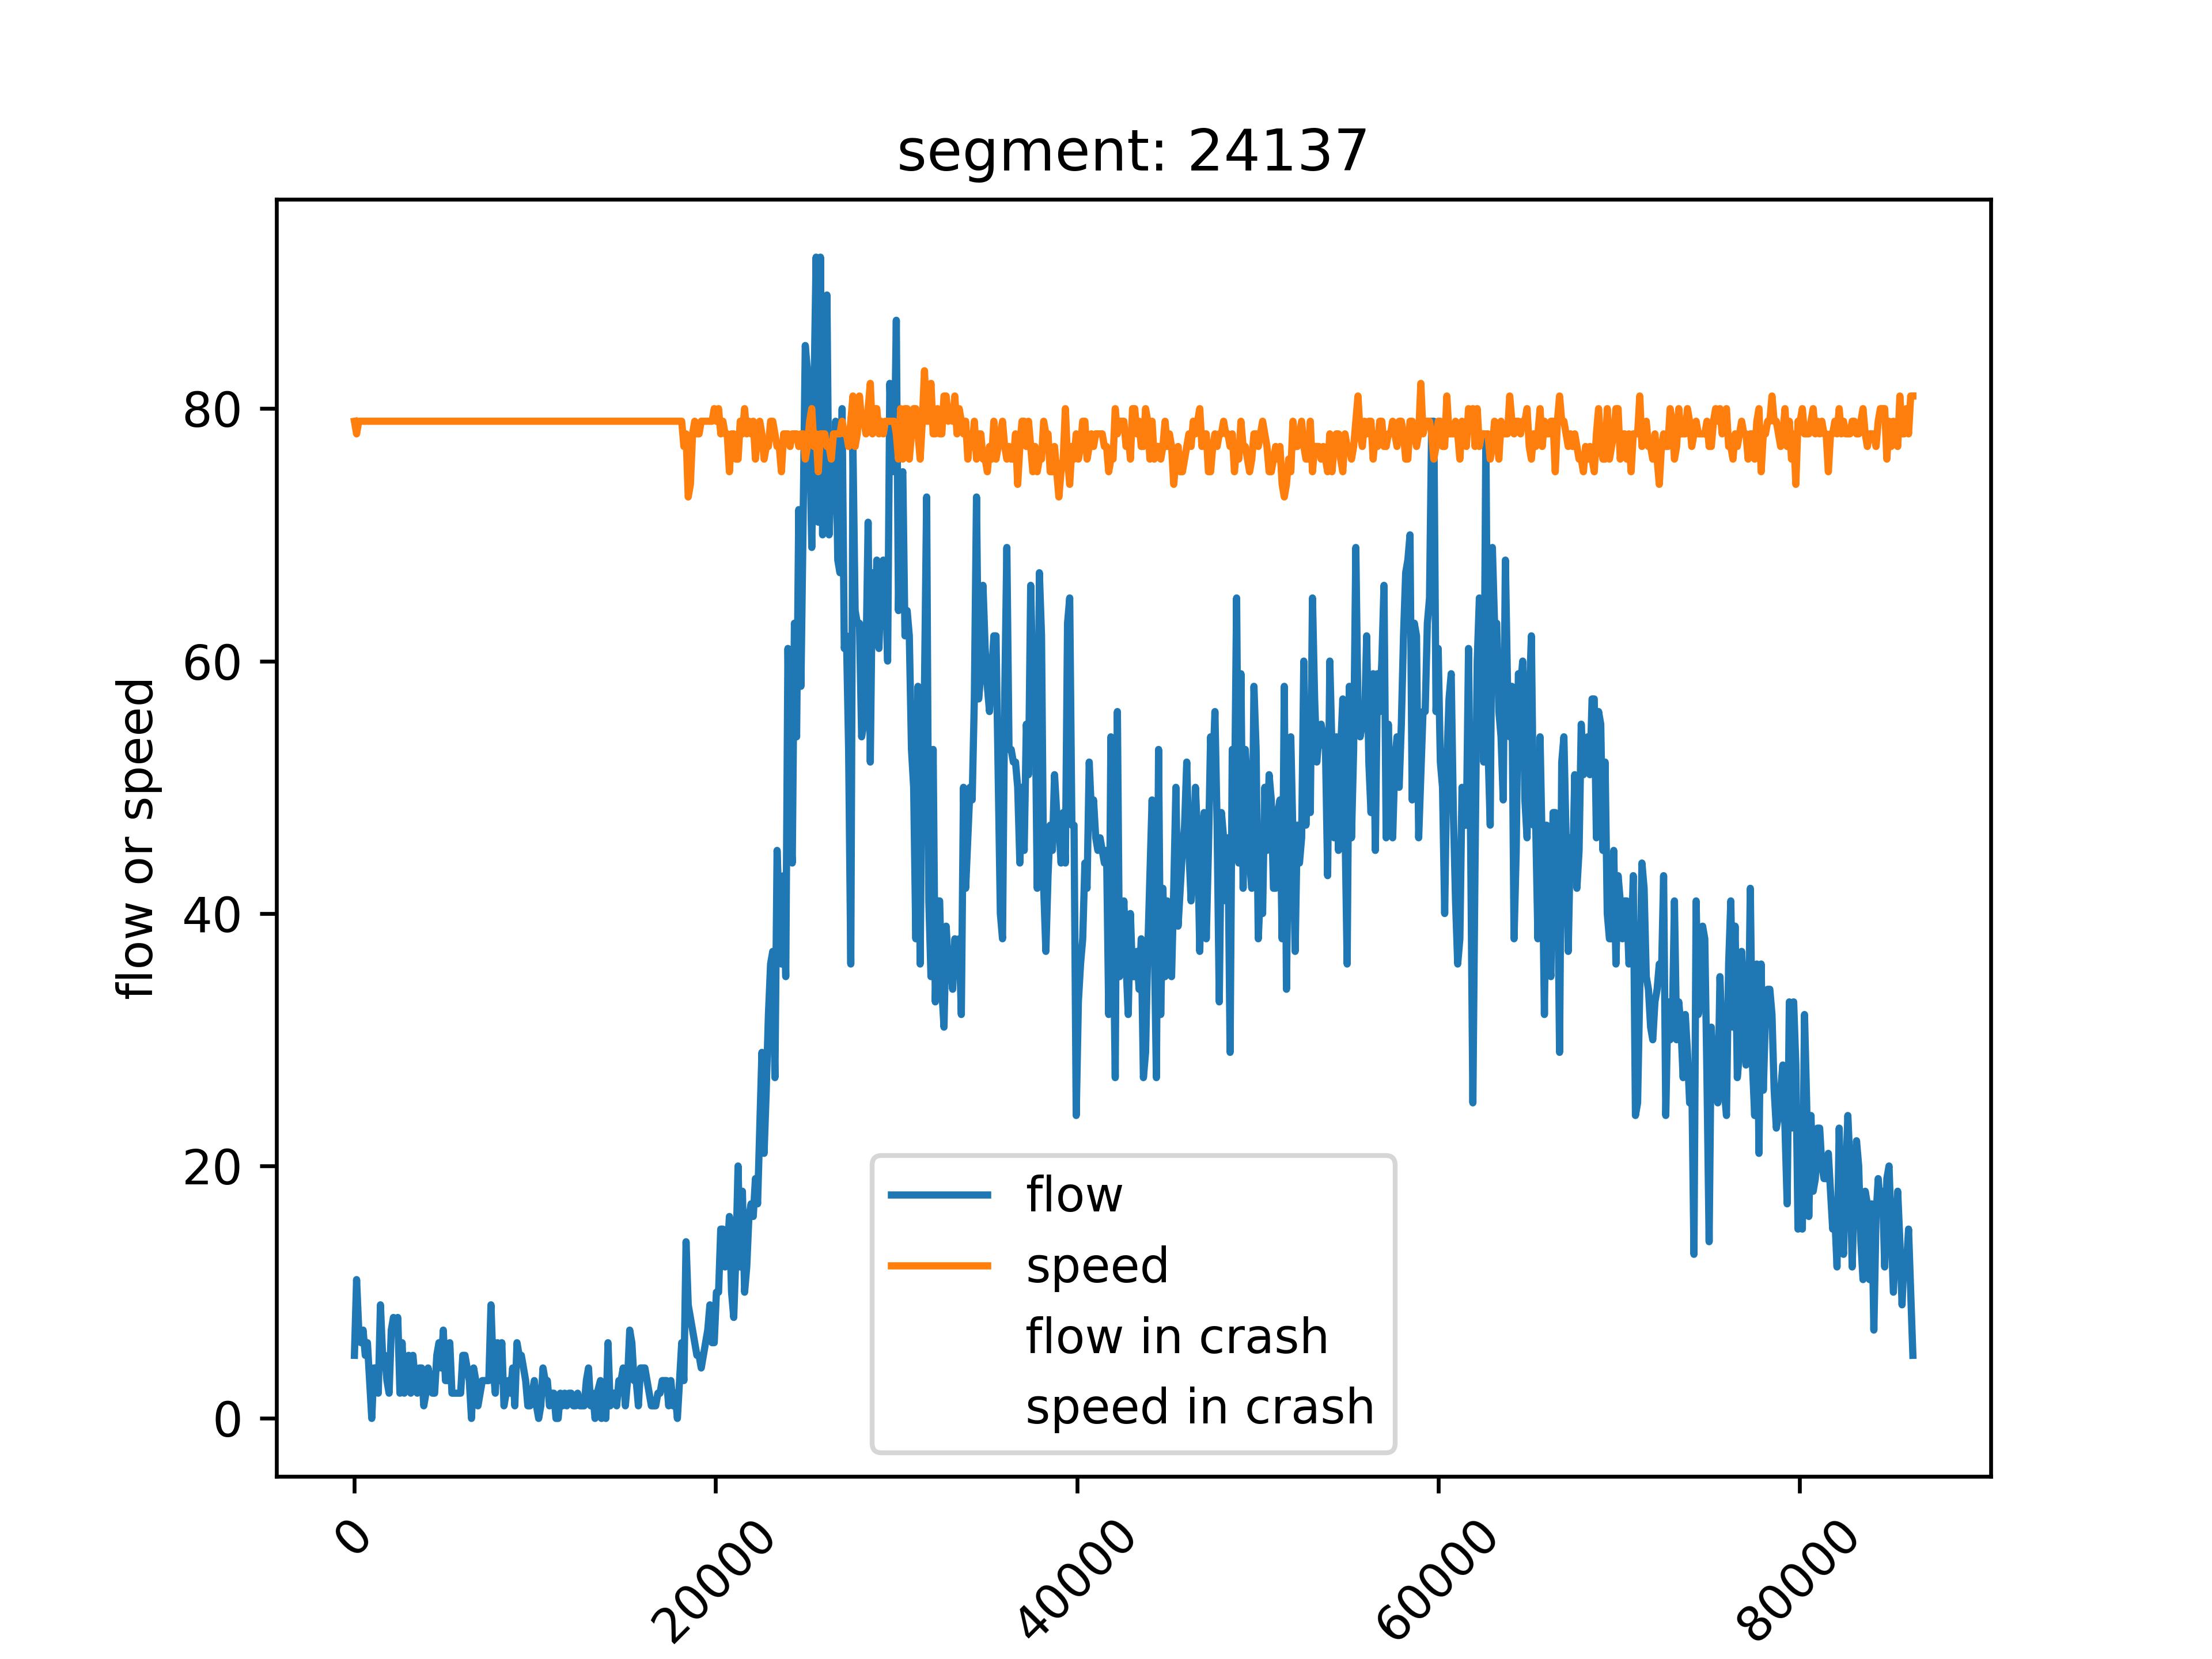 segment: 24137
flow or speed
80
60
40
20
0
flow
speed
flow in crash
speed in crash
0
20000
40000
60000
80000